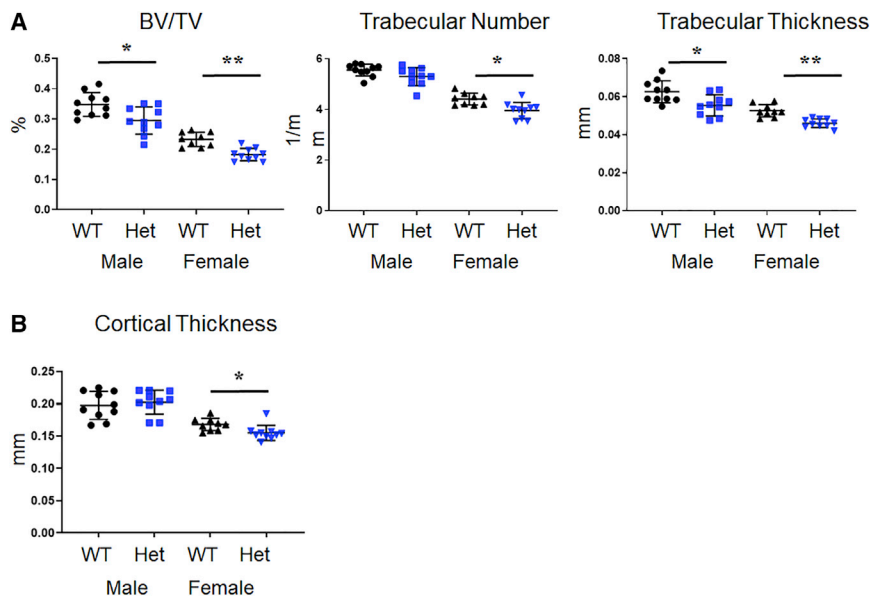 A
BV/TV
Trabecular Number
Trabecular Thickness
*
**
*
*
**
0.5
0.4
0.3
0.2
0.1
0.0
%
6
4
2
0
1/m
m
0.08
0.06
0.04
0.02
0.00
mm
WT Het WT Het
Male Female
WT Het WT Het
Male Female
WT Het WT Het
Male Female
B
Cortical Thickness
*
0.25
0.20
0.15
0.10
0.05
0.00
mm
WT Het WT Het
Male Female